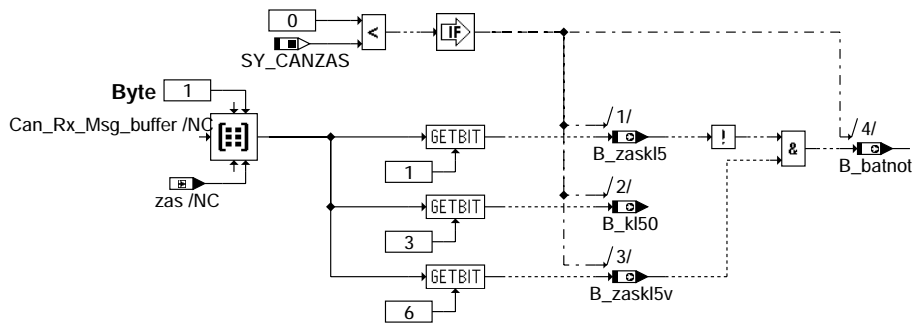 0
<
IF
SY_CANZAS
Byte
1
Can_Rx_Msg_buffer /NC
zas /NC
GETBIT
1
/1/
B_zaskl5
!
&
/4/
B_batnot
GETBIT
3
/2/
B_kl50
GETBIT
6
/3/
B_zaskl5v